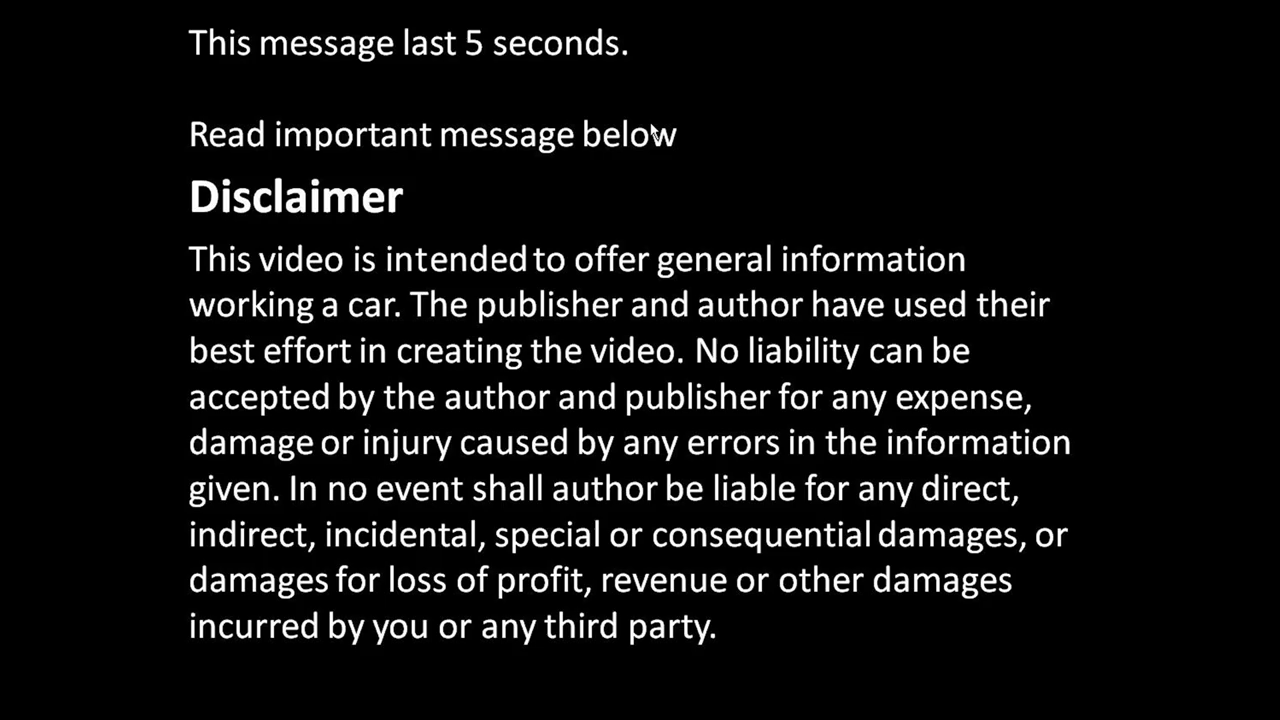 This message last 5 seconds.
Read important message below
Disclaimer
This video is intended to offer general information
working a car. The publisher and author have used their
best effort in creating the video. No liability can be
accepted by the author and publisher for any expense,
damage or injury caused by any errors in the information
given. In no event shall author be liable for any direct,
indirect, incidental, special or consequential damages, or
damages for loss of profit, revenue or other damages
incurred by you or any third party.